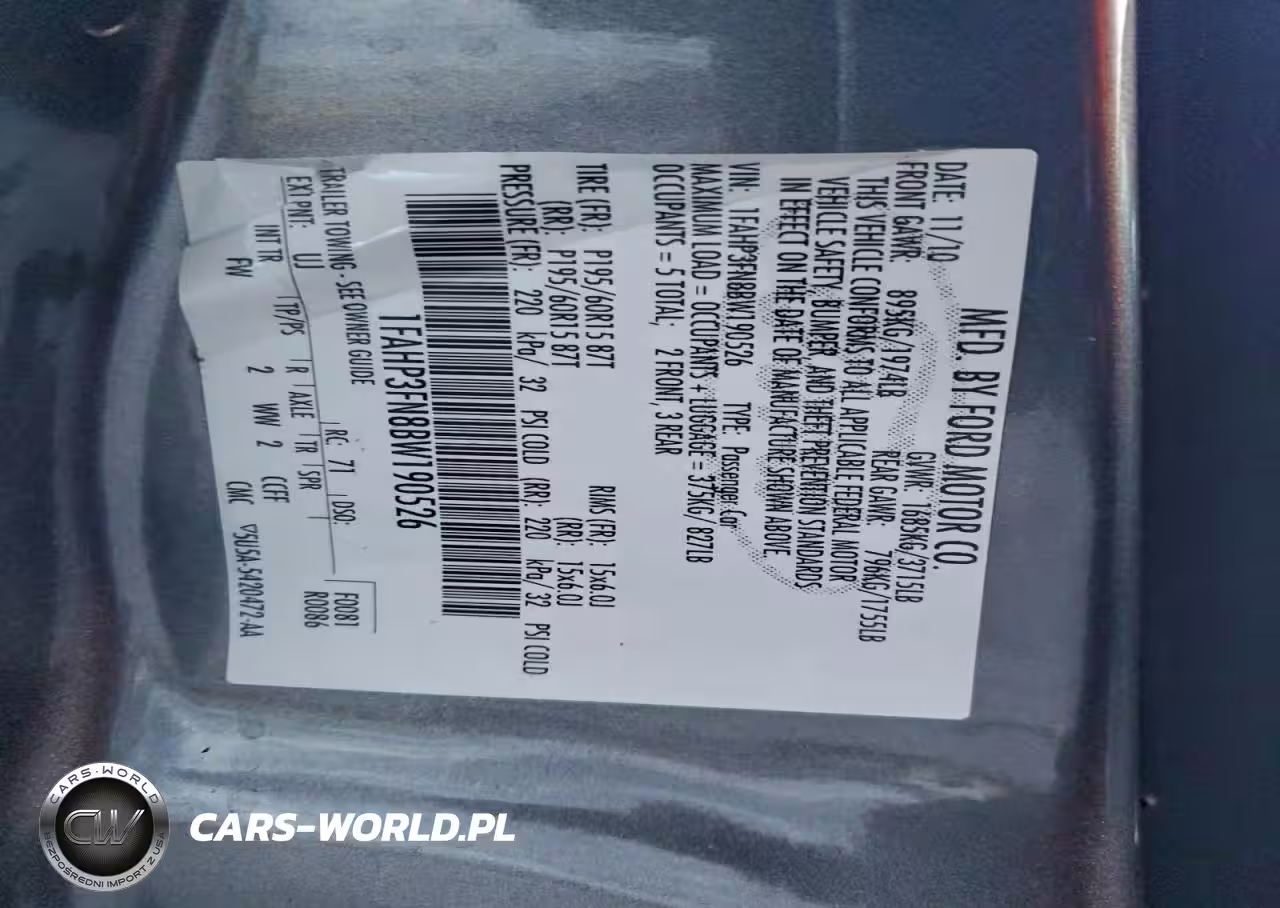 MFD. BY FORD MOTOR CO.
DATE: 11/10 GVWR: 1685KG/3715LB
FRONT GAWR: 895KG/1974LB REAR GAWR: 796KG/1755LB
THIS VEHICLE CONFORMS TO ALL APPLICABLE FEDERAL MOTOR
VEHICLE SAFETY, BUMPER, AND THEFT PREVENTION STANDARDS
IN EFFECT ON THE DATE OF MANUFACTURE SHOWN ABOVE.
VIN: 1FAHP3FN8BW190526 TYPE: Passenger Car
MAXIMUM LOAD = OCCUPANTS + LUGGAGE = 375KG/ 827LB
OCCUPANTS = 5 TOTAL; 2 FRONT, 3 REAR
TIRE (FR): P195/60R15 87T RIMS (FR): 15x6.0J
(RR): P195/60R15 87T (RR): 15x6.0J
PRESSURE (FR): 220 kPa/ 32 PSI COLD (RR): 220 kPa/ 32 PSI COLD
1FAHP3FN8BW190526
TRAILER TOWING - SEE OWNER GUIDE
F0081
R0086
RC: 71 DSO:
EXT PNT: UJ
INT TR TP/PS R AXLE TR SPR
FW 2 WW 2 CCFF
CMC V5U5A-5420472-AA
CARS-WORLD
CW
BEZPOŚREDNI IMPORT Z USA
CARS-WORLD.PL